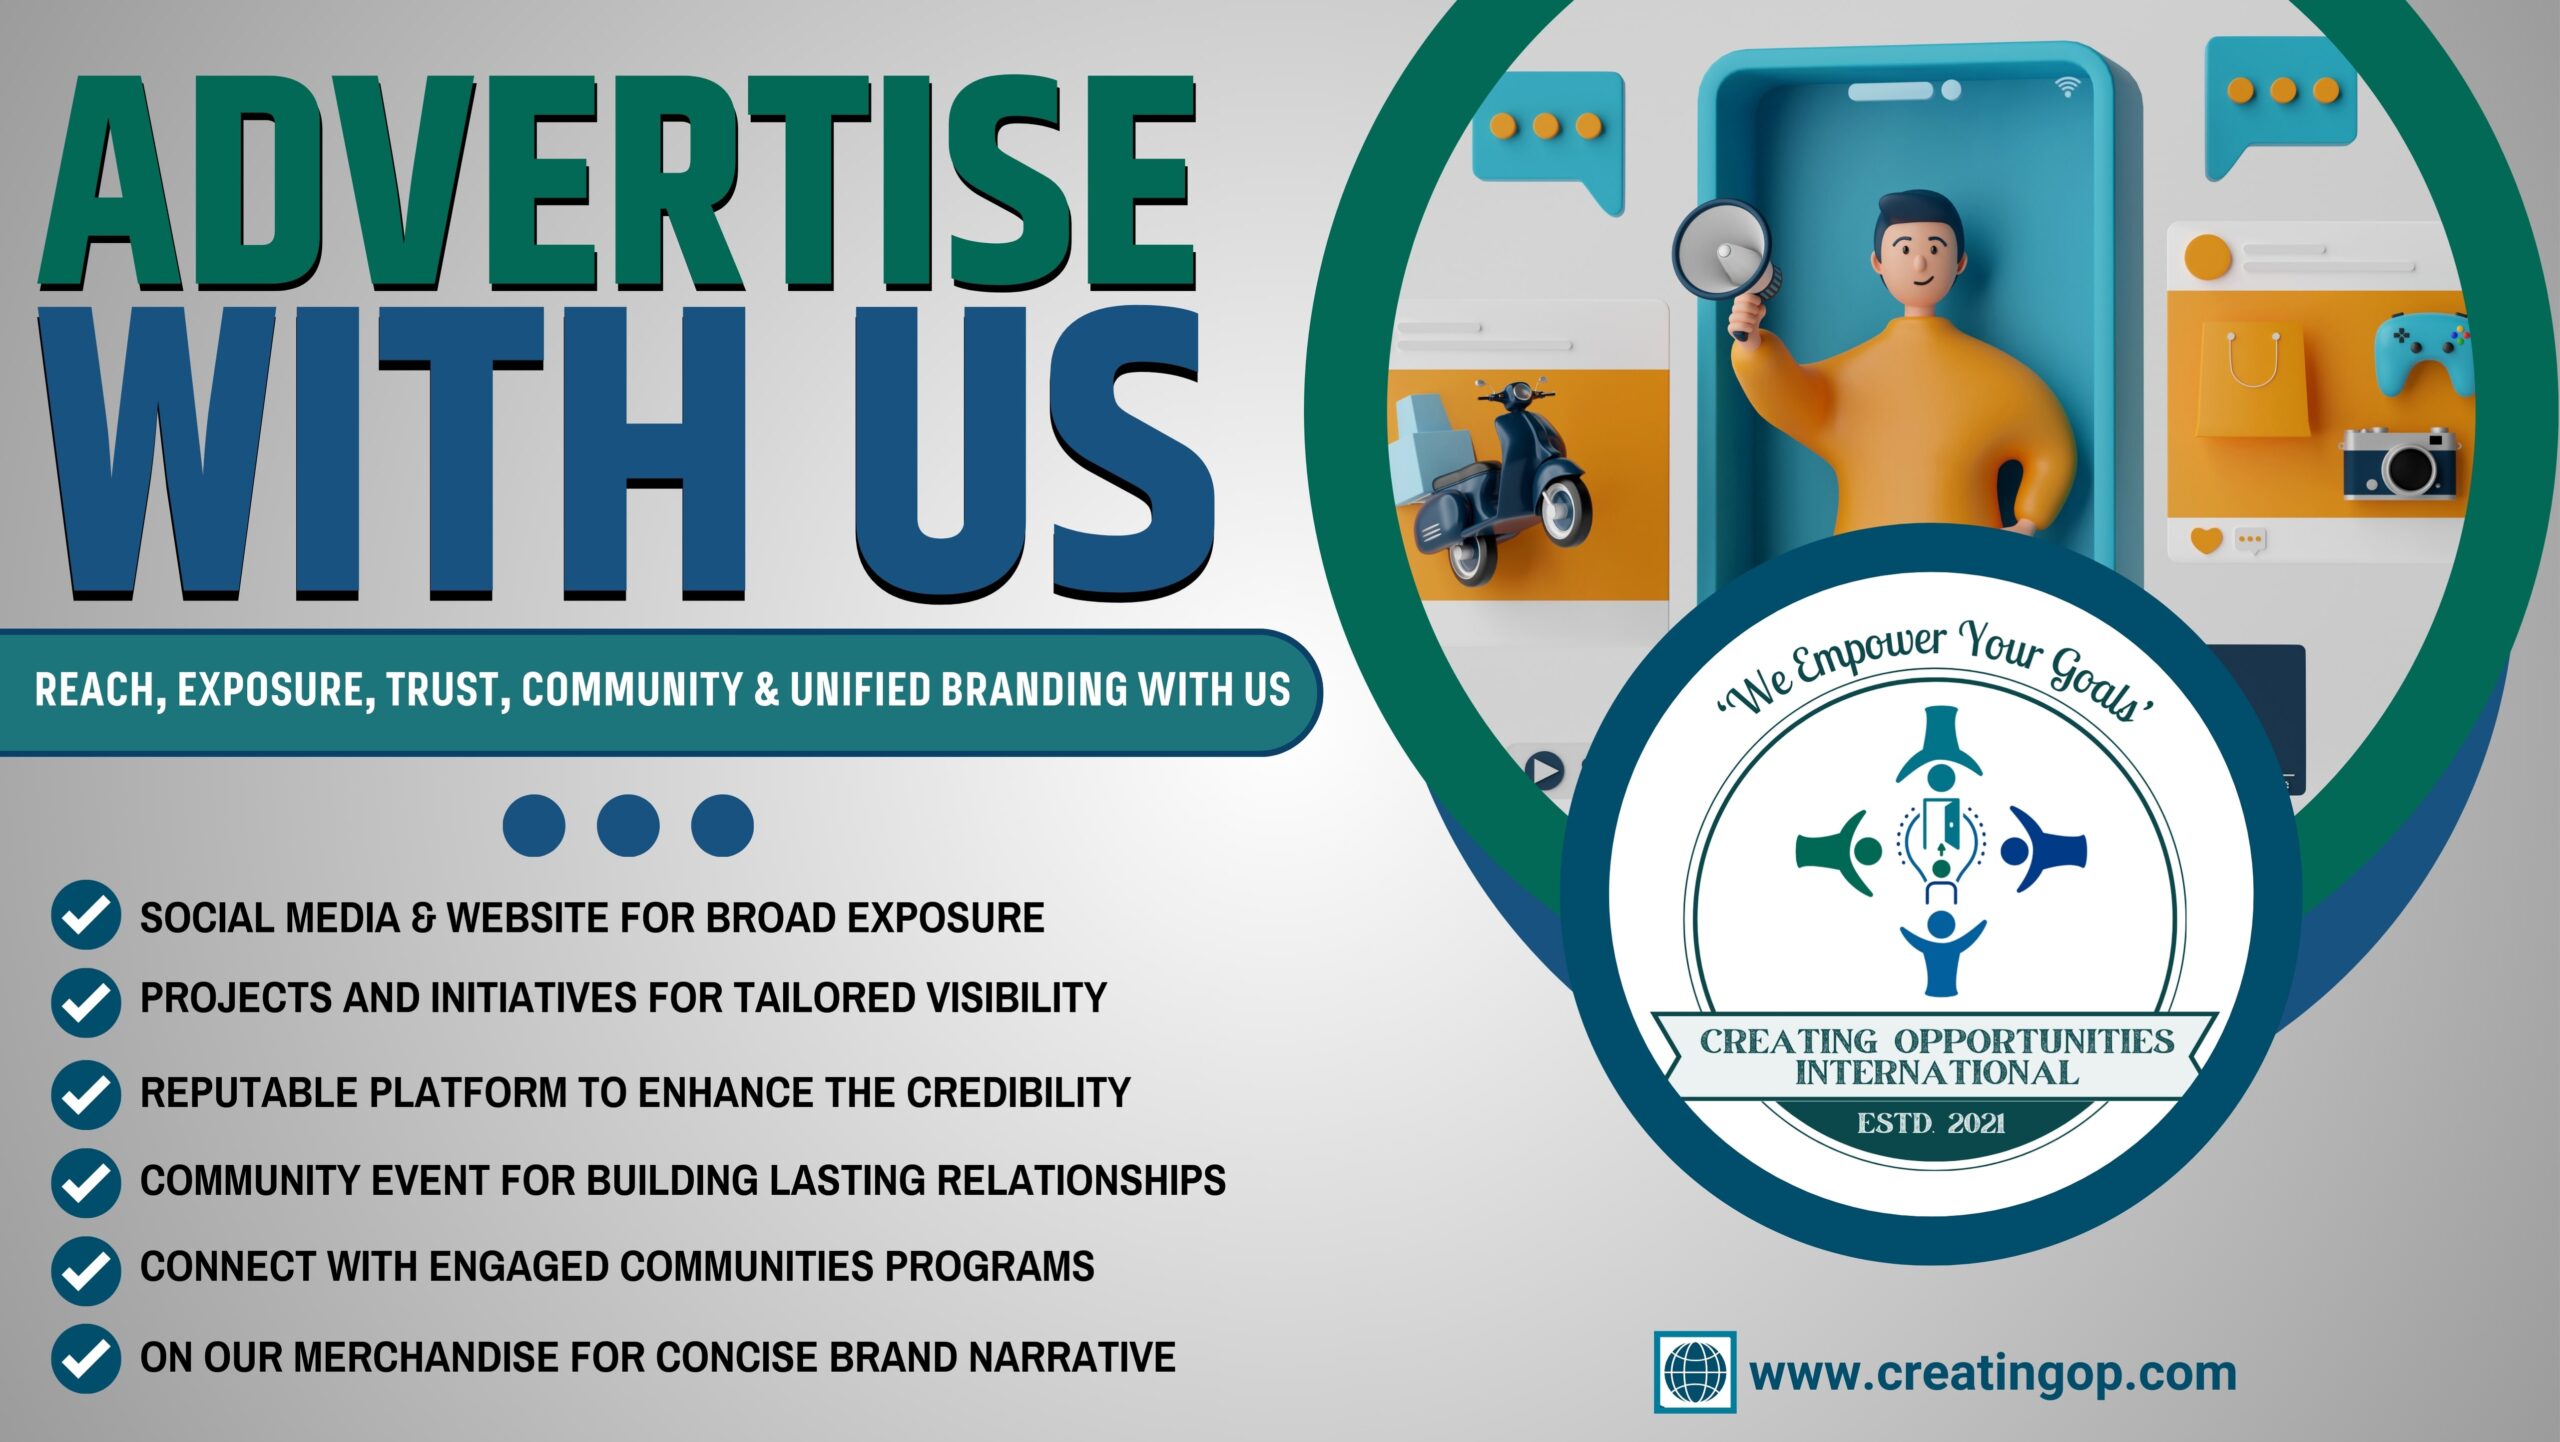 ADVERTISE
WITH US
REACH, EXPOSURE, TRUST, COMMUNITY & UNIFIED BRANDING WITH US
SOCIAL MEDIA & WEBSITE FOR BROAD EXPOSURE
PROJECTS AND INITIATIVES FOR TAILORED VISIBILITY
REPUTABLE PLATFORM TO ENHANCE THE CREDIBILITY
COMMUNITY EVENT FOR BUILDING LASTING RELATIONSHIPS
CONNECT WITH ENGAGED COMMUNITIES PROGRAMS
ON OUR MERCHANDISE FOR CONCISE BRAND NARRATIVE
‘We Empower Your Goals’
CREATING OPPORTUNITIES
INTERNATIONAL
ESTD. 2021
www.creatingop.com